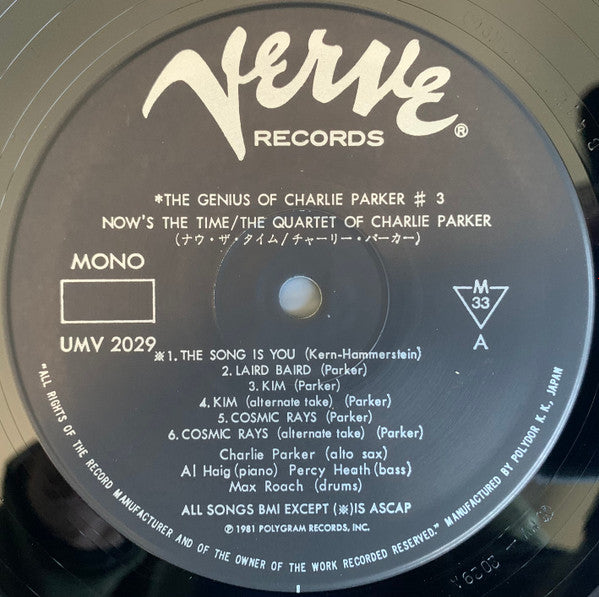 Verve
RECORDS ®
*THE GENIUS OF CHARLIE PARKER ♯ 3
NOW'S THE TIME/THE QUARTET OF CHARLIE PARKER
(ナウ・ザ・タイム/チャーリー・パーカー)
MONO
UMV 2029
M
33
A
※1. THE SONG IS YOU (Kern-Hammerstein)
2. LAIRD BAIRD (Parker)
3. KIM (Parker)
4. KIM (alternate take) (Parker)
5. COSMIC RAYS (Parker)
6. COSMIC RAYS (alternate take) (Parker)
Charlie Parker (alto sax)
Al Haig (piano) Percy Heath (bass)
Max Roach (drums)
ALL SONGS BMI EXCEPT (※) IS ASCAP
℗ 1981 POLYGRAM RECORDS, INC.
"ALL RIGHTS OF THE RECORD MANUFACTURER AND OF THE OWNER OF THE WORK RECORDED RESERVED." MANUFACTURED BY POLYDOR K. K., JAPAN